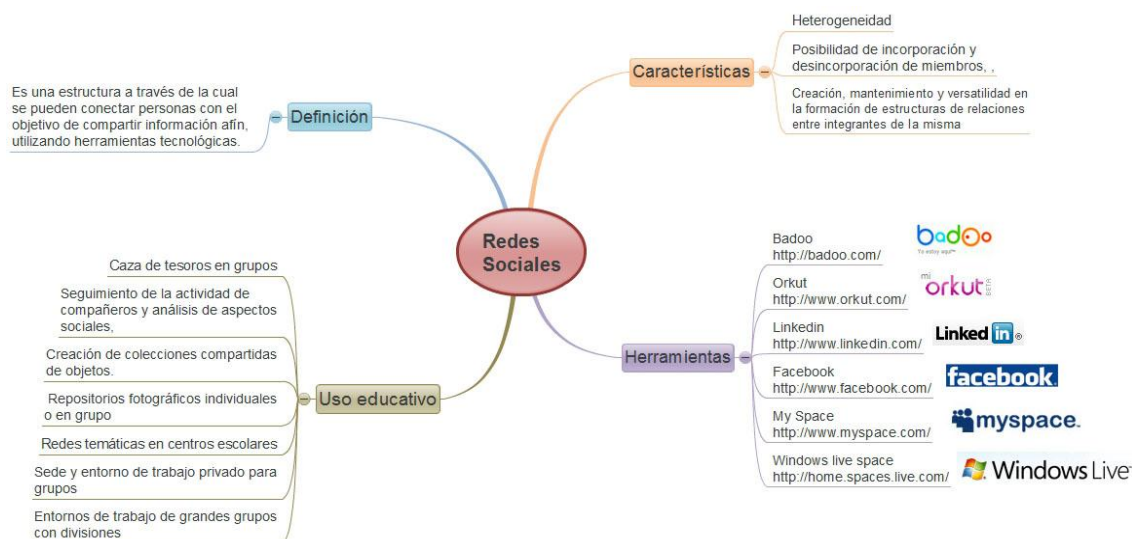 Redes
Sociales
Definición
Es una estructura a través de la cual
se pueden conectar personas con el
objetivo de compartir información afín,
utilizando herramientas tecnológicas.
Características
Heterogeneidad
Posibilidad de incorporación y
desincorporación de miembros, ,
Creación, mantenimiento y versatilidad en
la formación de estructuras de relaciones
entre integrantes de la misma
Herramientas
Badoo
http://badoo.com/
badoo
Yo estoy aquí™
Orkut
http://www.orkut.com/
mi
orkut
BETA
Linkedin
http://www.linkedin.com/
Linked in ®
Facebook
http://www.facebook.com/
facebook.
My Space
http://www.myspace.com/
myspace.
Windows live space
http://home.spaces.live.com/
Windows Live™
Uso educativo
Caza de tesoros en grupos
Seguimiento de la actividad de
compañeros y análisis de aspectos
sociales,
Creación de colecciones compartidas
de objetos.
Repositorios fotográficos individuales
o en grupo
Redes temáticas en centros escolares
Sede y entorno de trabajo privado para
grupos
Entornos de trabajo de grandes grupos
con divisiones